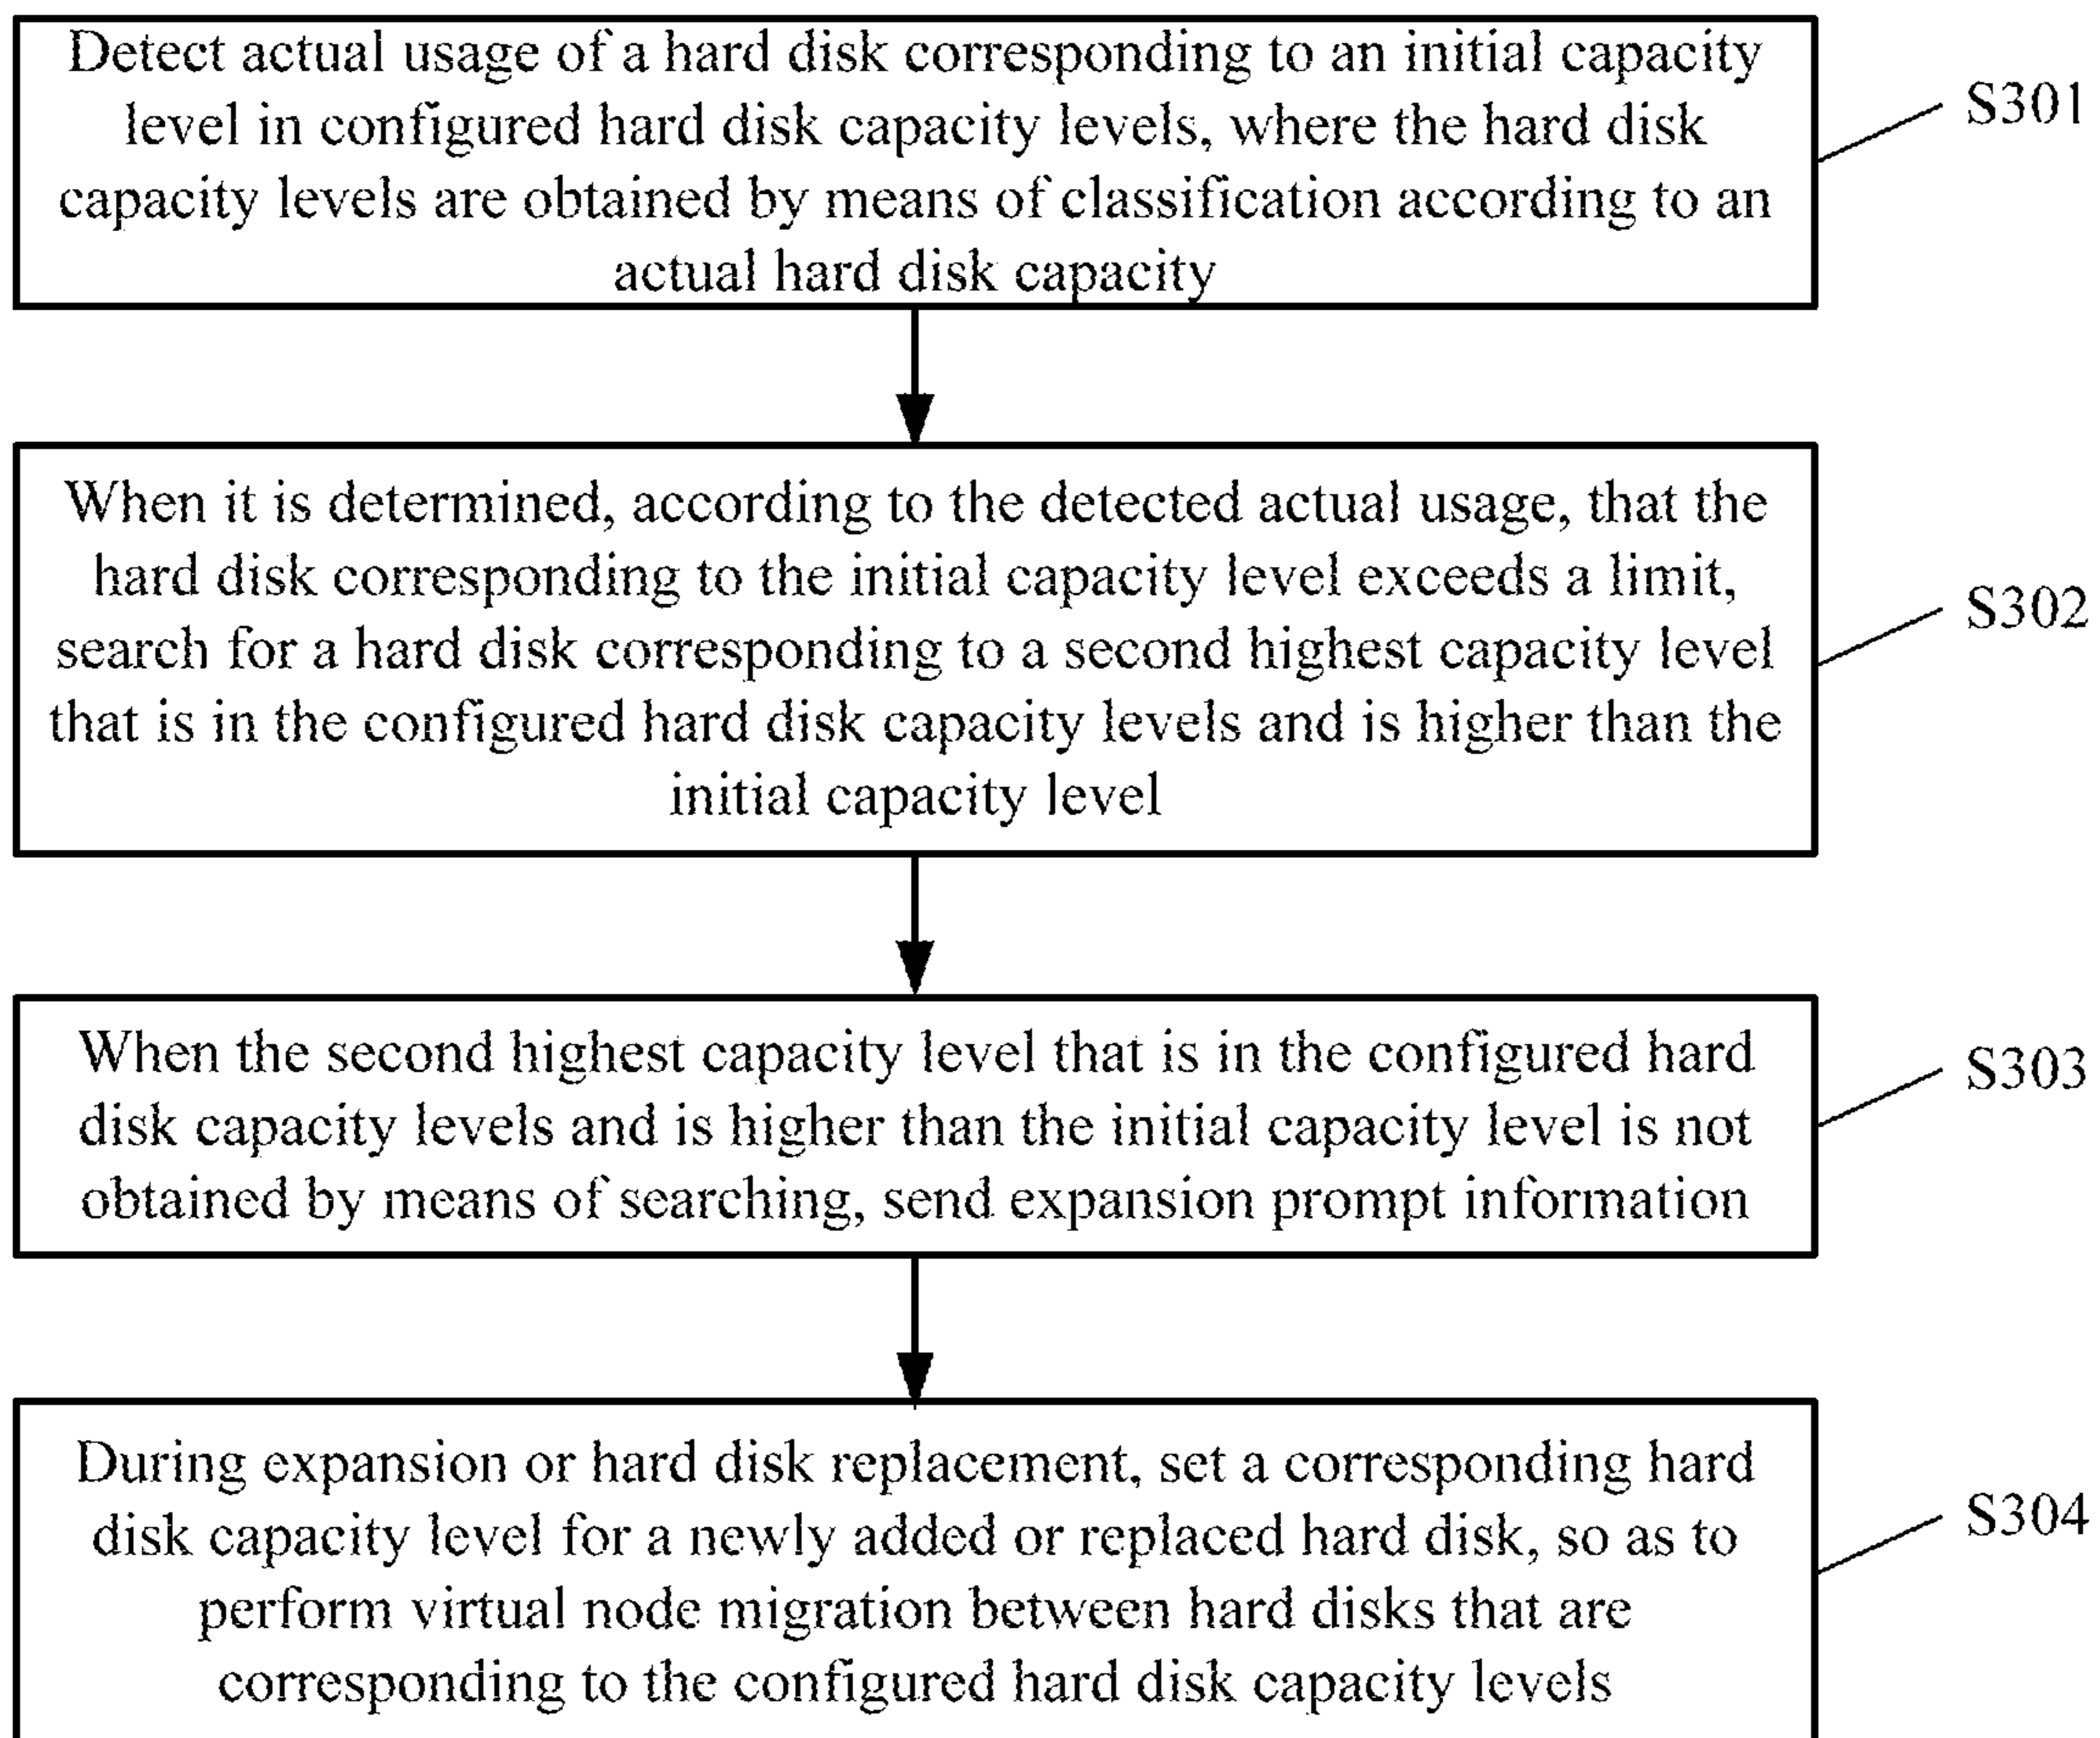 Detect actual usage of a hard disk corresponding to an initial capacity
level in configured hard disk capacity levels, where the hard disk
capacity levels are obtained by means of classification according to an
actual hard disk capacity
S301
When it is determined, according to the detected actual usage, that the
hard disk corresponding to the initial capacity level exceeds a limit,
search for a hard disk corresponding to a second highest capacity level
that is in the configured hard disk capacity levels and is higher than the
initial capacity level
S302
When the second highest capacity level that is in the configured hard
disk capacity levels and is higher than the initial capacity level is not
obtained by means of searching, send expansion prompt information
S303
During expansion or hard disk replacement, set a corresponding hard
disk capacity level for a newly added or replaced hard disk, so as to
perform virtual node migration between hard disks that are
corresponding to the configured hard disk capacity levels
S304